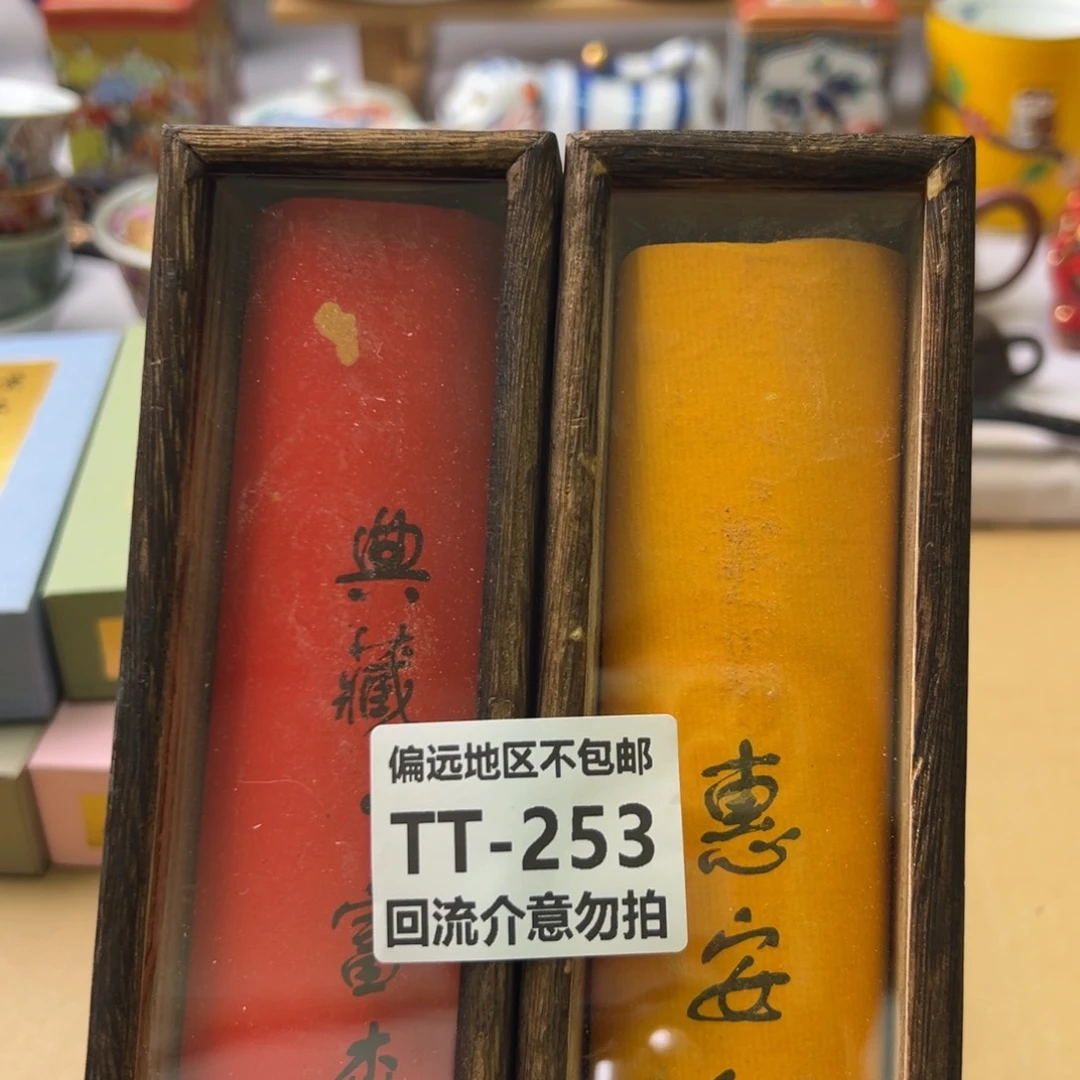 典藏·富
惠安
偏远地区不包邮
TT-253
回流介意勿拍